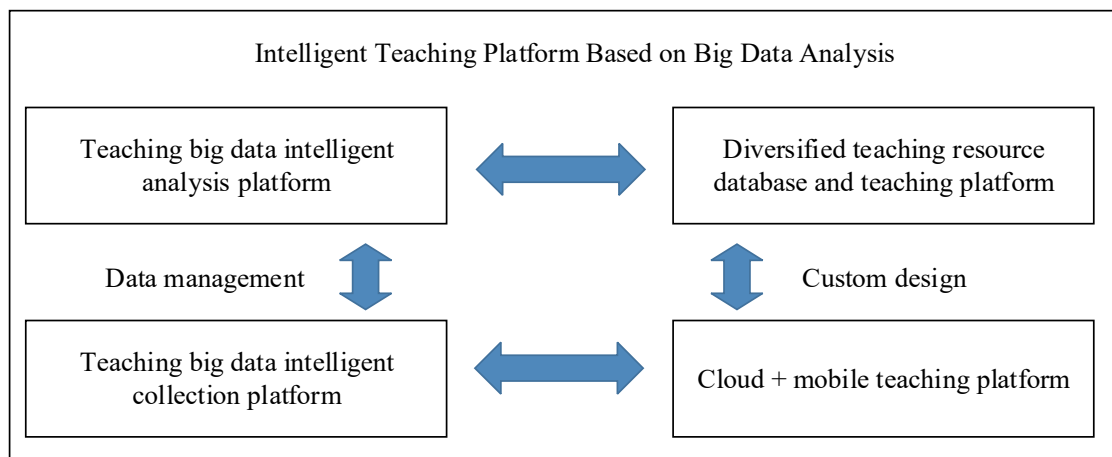 Intelligent Teaching Platform Based on Big Data Analysis
Teaching big data intelligent
analysis platform
Diversified teaching resource
database and teaching platform
Data management
Custom design
Teaching big data intelligent
collection platform
Cloud + mobile teaching platform